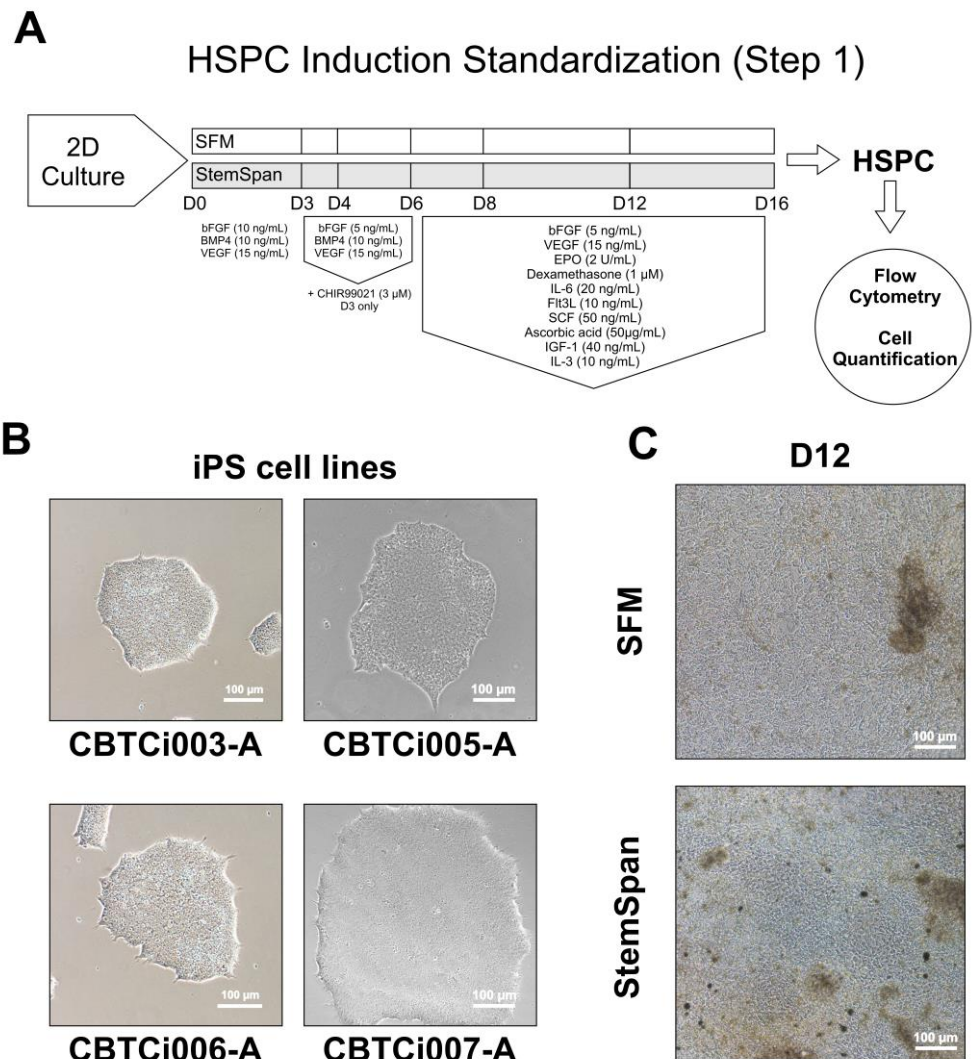 A
HSPC Induction Standardization (Step 1)
2D
Culture
SFM
StemSpan
D0 D3 D4 D6 D8 D12 D16
bFGF (10 ng/mL)
BMP4 (10 ng/mL)
VEGF (15 ng/mL)
bFGF (5 ng/mL)
BMP4 (10 ng/mL)
VEGF (15 ng/mL)
+ CHIR99021 (3 µM)
D3 only
bFGF (5 ng/mL)
VEGF (15 ng/mL)
EPO (2 U/mL)
Dexamethasone (1 µM)
IL-6 (20 ng/mL)
Flt3L (10 ng/mL)
SCF (50 ng/mL)
Ascorbic acid (50µg/mL)
IGF-1 (40 ng/mL)
IL-3 (10 ng/mL)
HSPC
Flow
Cytometry
Cell
Quantification
B
iPS cell lines
100 µm
CBTCi003-A
100 µm
CBTCi005-A
100 µm
CBTCi006-A
100 µm
CBTCi007-A
C
D12
SFM
100 µm
StemSpan
100 µm